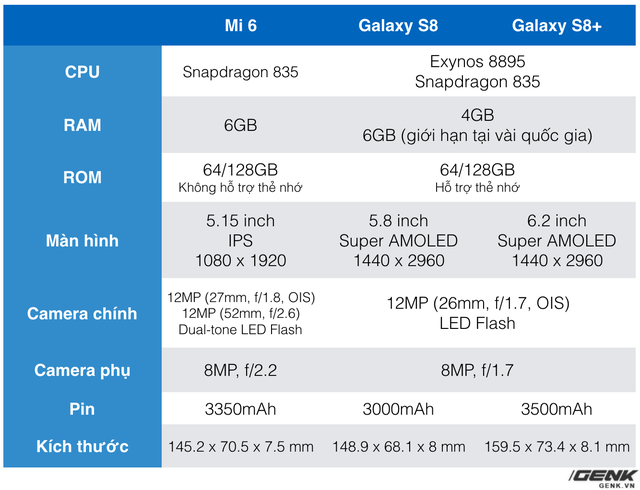 Mi 6 Galaxy S8 Galaxy S8+
CPU Snapdragon 835 Exynos 8895
Snapdragon 835
RAM 6GB 4GB
6GB (giới hạn tại vài quốc gia)
ROM 64/128GB 64/128GB
Không hỗ trợ thẻ nhớ Hỗ trợ thẻ nhớ
5.15 inch 5.8 inch 6.2 inch
Màn hình IPS Super AMOLED Super AMOLED
1080 x 1920 1440 x 2960 1440 x 2960
12MP (27mm, f/1.8, OIS) 12MP (26mm, f/1.7, OIS)
Camera chính 12MP (52mm, f/2.6) LED Flash
Dual-tone LED Flash
Camera phụ 8MP, f/2.2 8MP, f/1.7
Pin 3350mAh 3000mAh 3500mAh
Kích thước 145.2 x 70.5 x 7.5 mm 148.9 x 68.1 x 8 mm 159.5 x 73.4 x 8.1 mm
GENK
GENK.VN